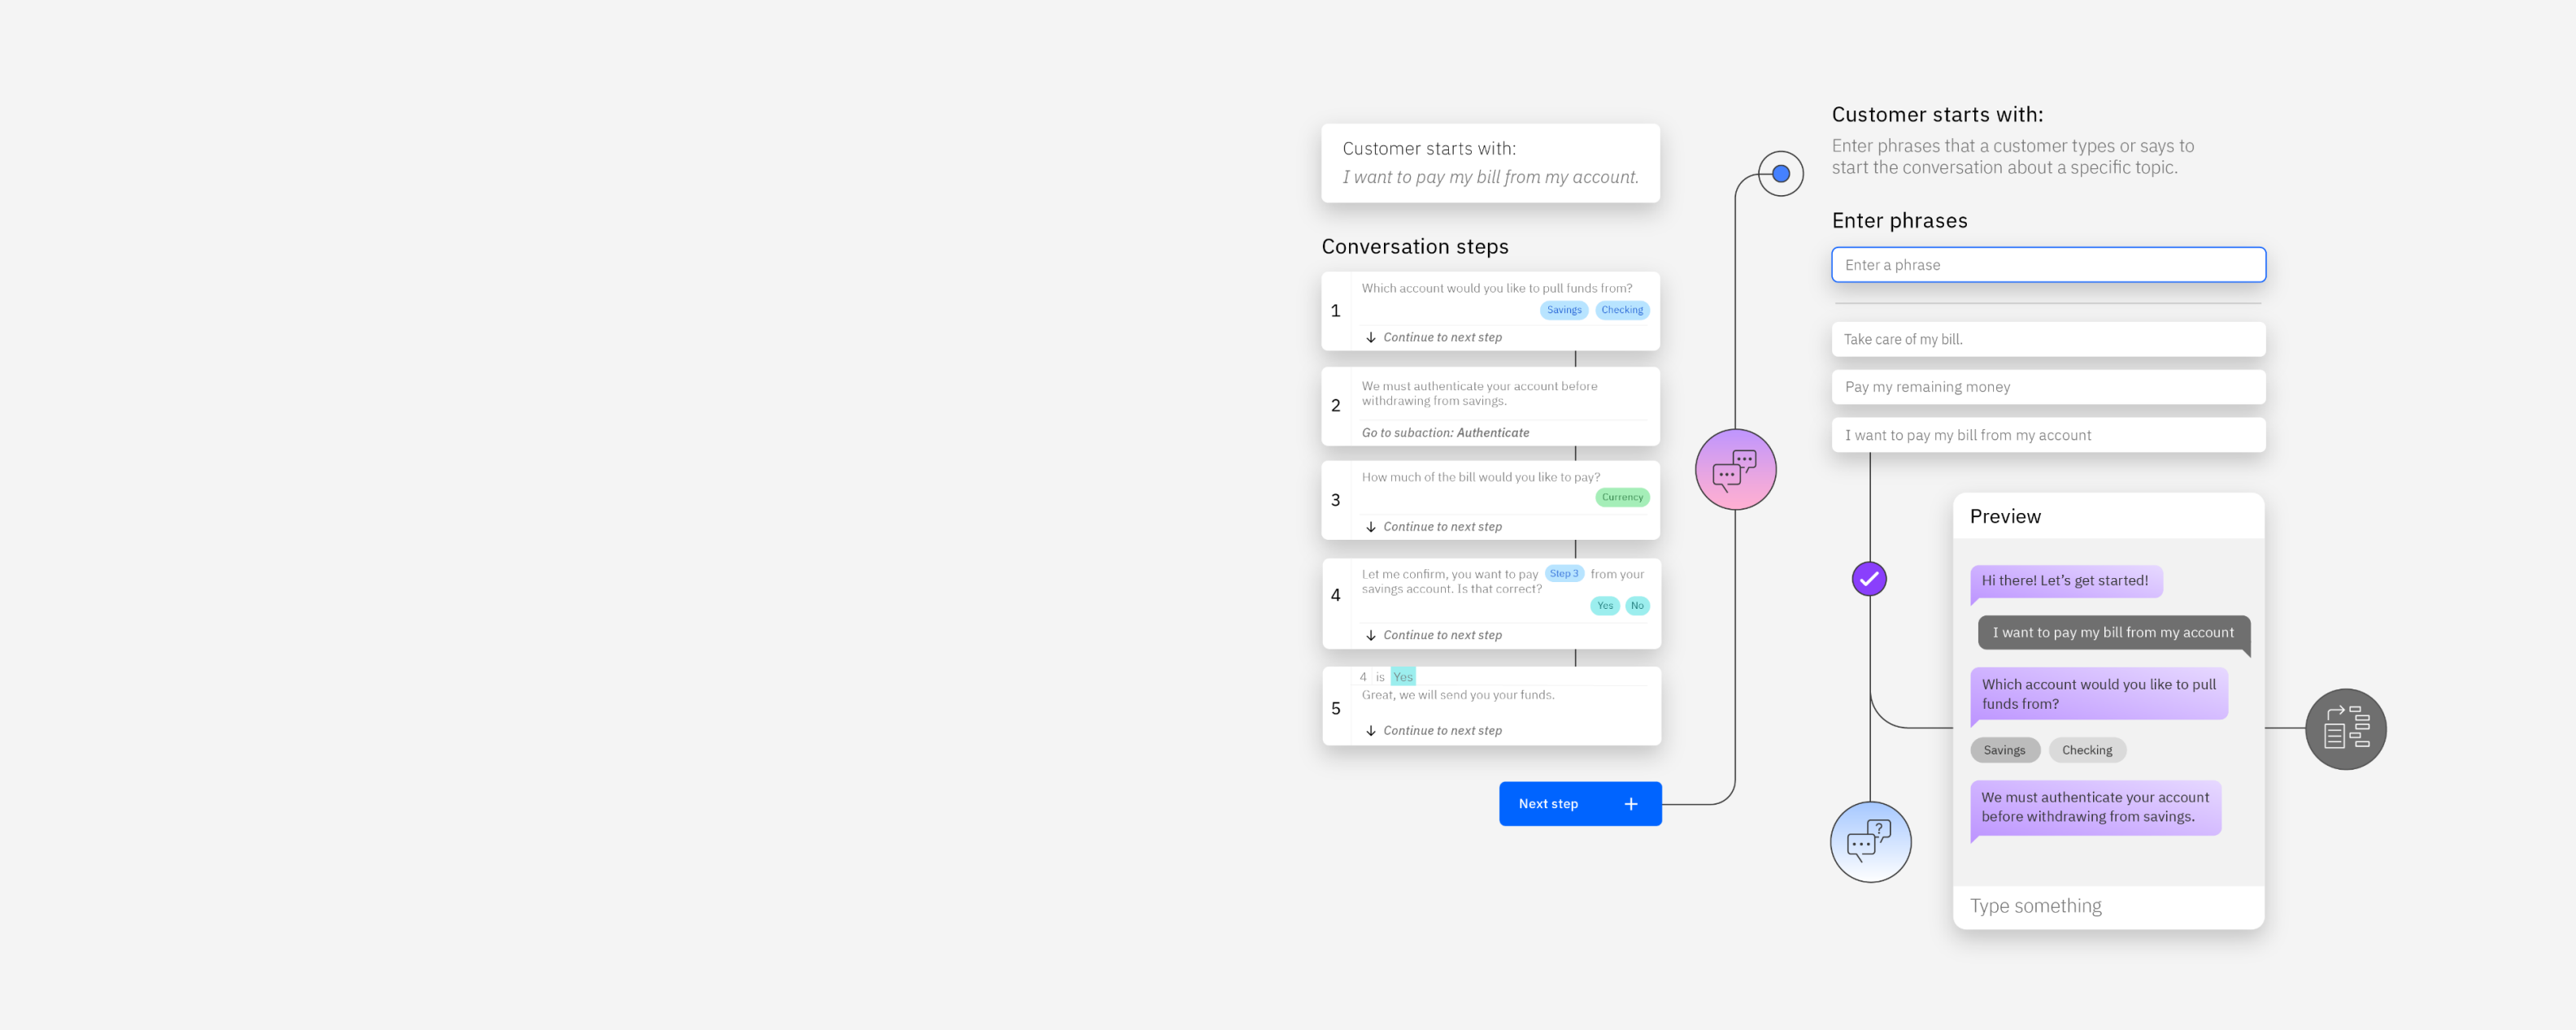 Customer starts with:
I want to pay my bill from my account.
Conversation steps
1
Which account would you like to pull funds from?
Savings Checking
Continue to next step
2
We must authenticate your account before
withdrawing from savings.
Go to subaction: Authenticate
3
How much of the bill would you like to pay?
Currency
Continue to next step
4
Let me confirm, you want to pay Step 3 from your
savings account. Is that correct?
Yes No
Continue to next step
5
4 is Yes
Great, we will send you your funds.
Continue to next step
Next step +
Customer starts with:
Enter phrases that a customer types or says to
start the conversation about a specific topic.
Enter phrases
Enter a phrase
Take care of my bill.
Pay my remaining money
I want to pay my bill from my account
Preview
Hi there! Let’s get started!
I want to pay my bill from my account
Which account would you like to pull
funds from?
Savings Checking
We must authenticate your account
before withdrawing from savings.
Type something
?